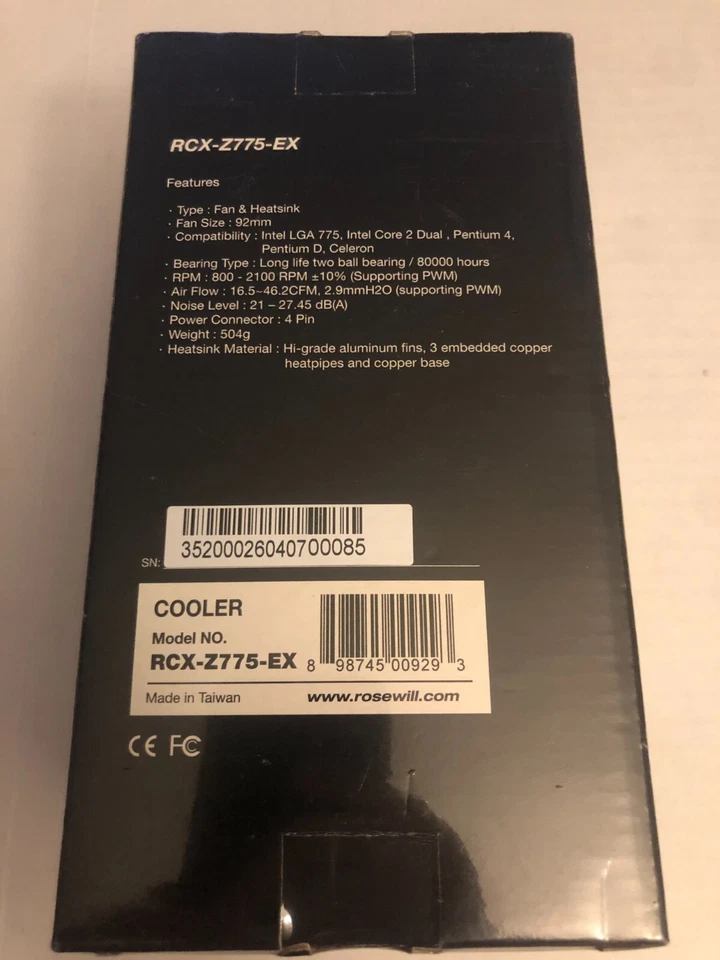 RCX-Z775-EX
Features
· Type : Fan & Heatsink
· Fan Size : 92mm
· Compatibility : Intel LGA 775, Intel Core 2 Dual , Pentium 4,
Pentium D, Celeron
· Bearing Type : Long life two ball bearing / 80000 hours
· RPM : 800 - 2100 RPM ±10% (Supporting PWM)
· Air Flow : 16.5~46.2CFM, 2.9mmH2O (supporting PWM)
· Noise Level : 21 – 27.45 dB(A)
· Power Connector : 4 Pin
· Weight : 504g
· Heatsink Material : Hi-grade aluminum fins, 3 embedded copper
heatpipes and copper base
35200026040700085
SN:
COOLER
Model NO.
RCX-Z775-EX
8 98745 00929 3
Made in Taiwan
www.rosewill.com
CE FC